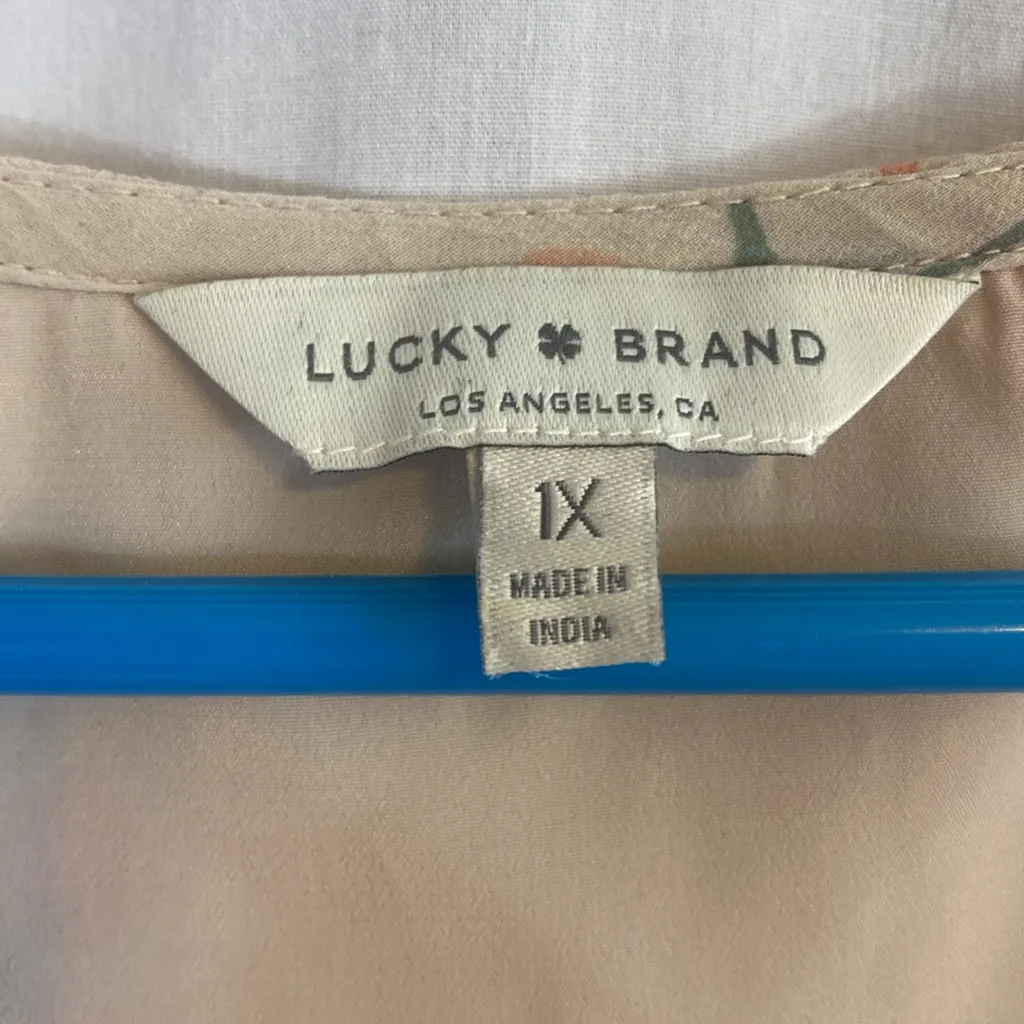 LUCKY BRAND
LOS ANGELES, CA
1X
MADE IN
INDIA